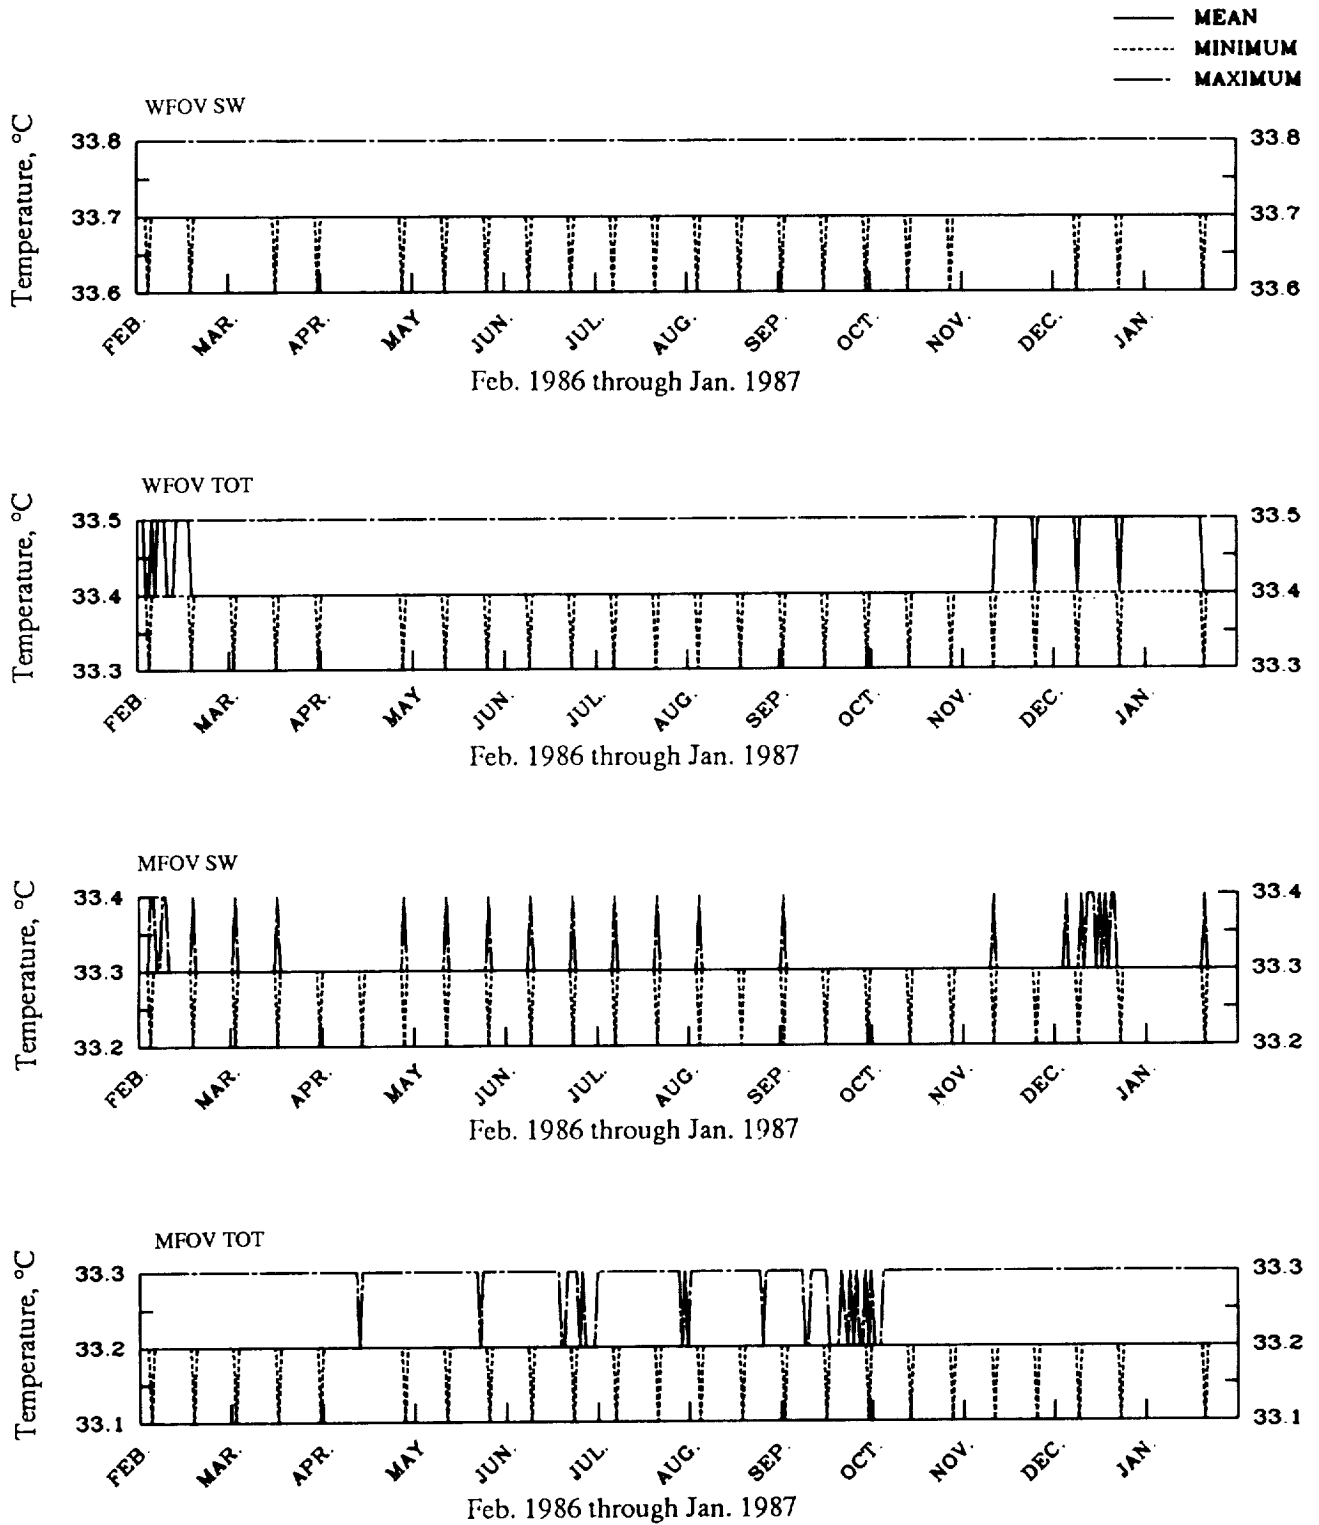 MEAN
MINIMUM
MAXIMUM
WFOV SW
Temperature, °C
33.8
33.7
33.6
33.8
33.7
33.6
FEB. MAR. APR. MAY JUN. JUL. AUG. SEP. OCT. NOV. DEC. JAN.
Feb. 1986 through Jan. 1987
WFOV TOT
Temperature, °C
33.5
33.4
33.3
33.5
33.4
33.3
FEB. MAR. APR. MAY JUN. JUL. AUG. SEP. OCT. NOV. DEC. JAN.
Feb. 1986 through Jan. 1987
MFOV SW
Temperature, °C
33.4
33.3
33.2
33.4
33.3
33.2
FEB. MAR. APR. MAY JUN. JUL. AUG. SEP. OCT. NOV. DEC. JAN.
Feb. 1986 through Jan. 1987
MFOV TOT
Temperature, °C
33.3
33.2
33.1
33.3
33.2
33.1
FEB. MAR. APR. MAY JUN. JUL. AUG. SEP. OCT. NOV. DEC. JAN.
Feb. 1986 through Jan. 1987